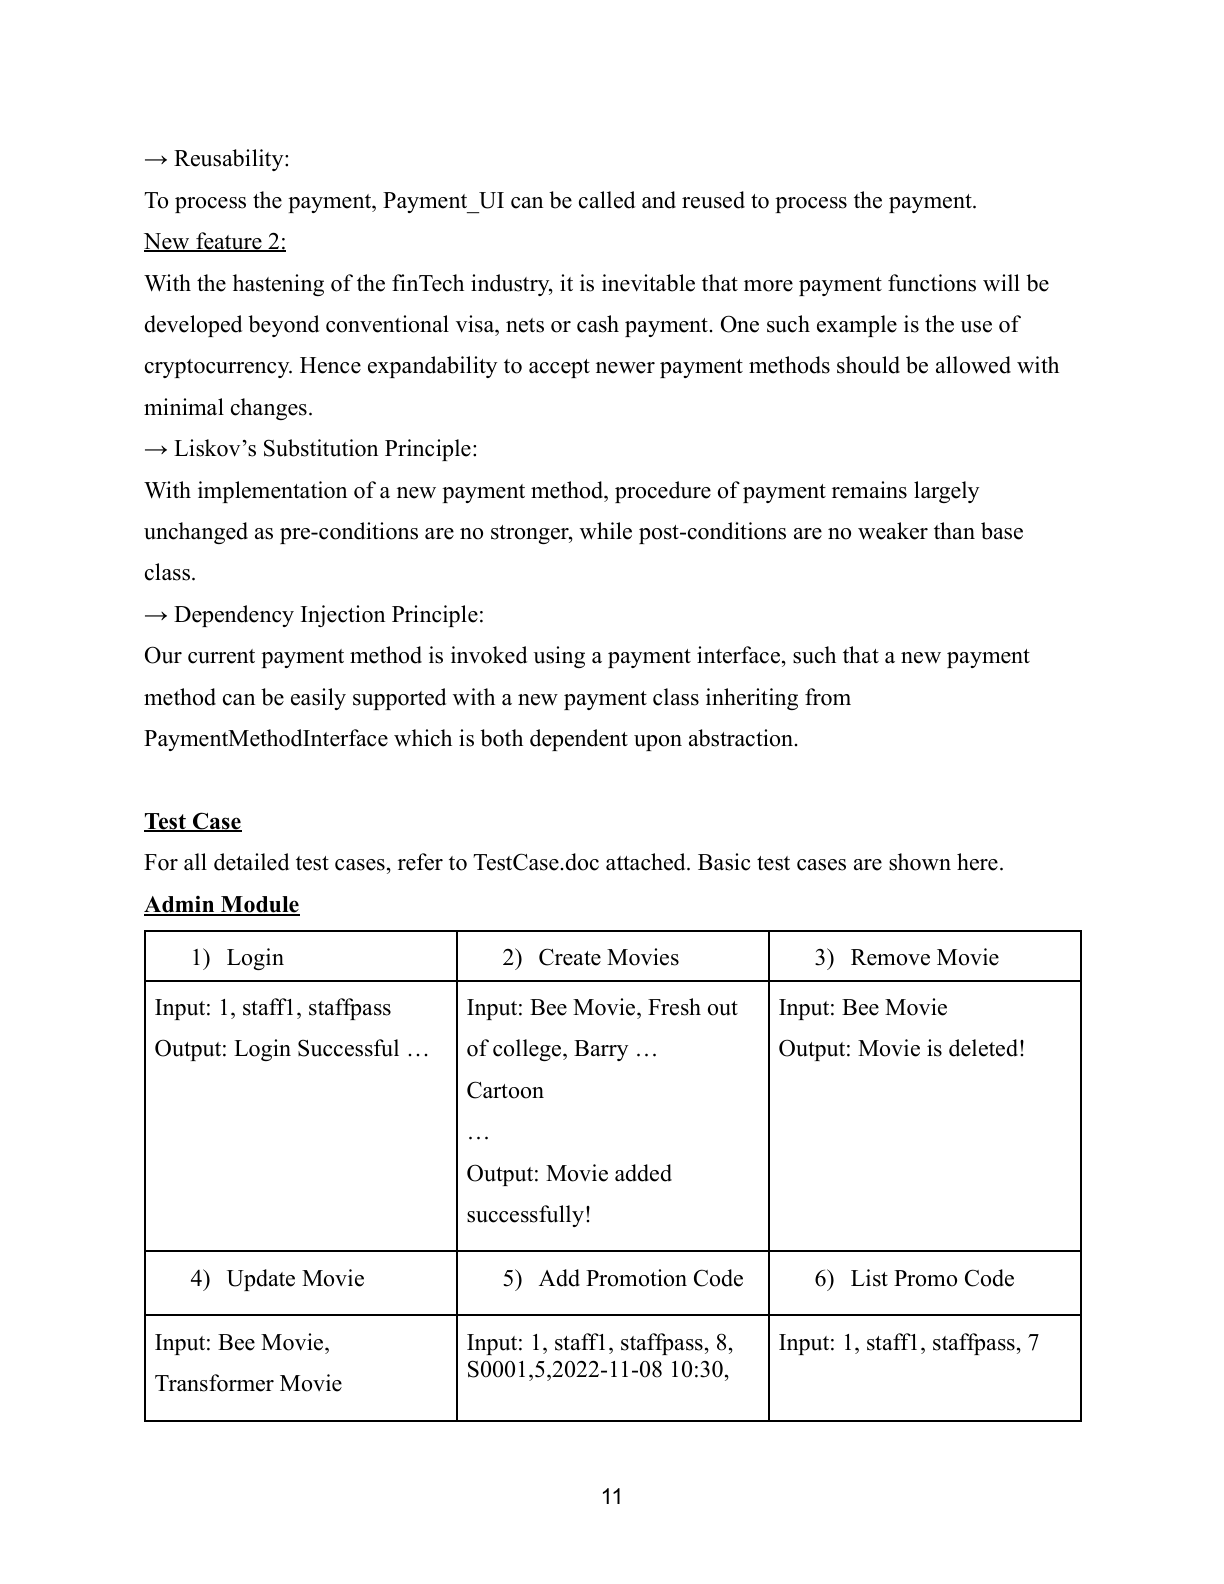 → Reusability:
To process the payment, Payment_UI can be called and reused to process the payment.
New feature 2:
With the hastening of the finTech industry, it is inevitable that more payment functions will be
developed beyond conventional visa, nets or cash payment. One such example is the use of
cryptocurrency. Hence expandability to accept newer payment methods should be allowed with
minimal changes.
→ Liskov’s Substitution Principle:
With implementation of a new payment method, procedure of payment remains largely
unchanged as pre-conditions are no stronger, while post-conditions are no weaker than base
class.
→ Dependency Injection Principle:
Our current payment method is invoked using a payment interface, such that a new payment
method can be easily supported with a new payment class inheriting from
PaymentMethodInterface which is both dependent upon abstraction.
Test Case
For all detailed test cases, refer to TestCase.doc attached. Basic test cases are shown here.
Admin Module
1) Login
2) Create Movies
3) Remove Movie
Input: 1, staff1, staffpass
Output: Login Successful …
Input: Bee Movie, Fresh out
of college, Barry …
Cartoon
…
Output: Movie added
successfully!
Input: Bee Movie
Output: Movie is deleted!
4) Update Movie
5) Add Promotion Code
6) List Promo Code
Input: Bee Movie,
Transformer Movie
Input: 1, staff1, staffpass, 8,
S0001,5,2022-11-08 10:30,
Input: 1, staff1, staffpass, 7
11